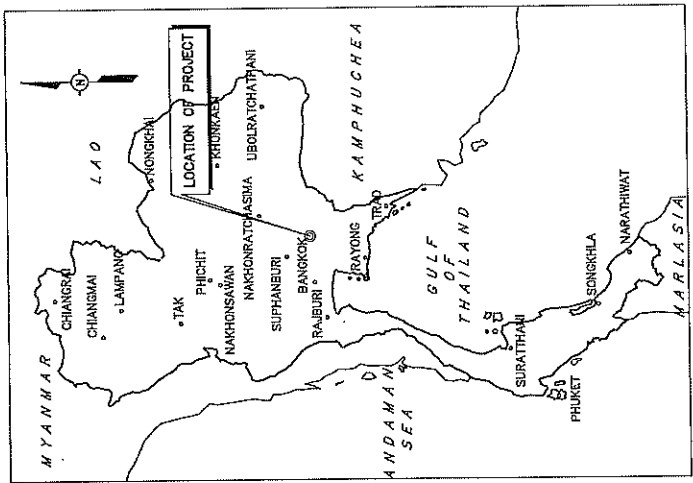 N
MYANMAR
LAO
CHIANGRAI
CHIANGMAI
LAMPANG
NONGKHAI
LOCATION OF PROJECT
KHONKAEN
TAK
PHICHIT
NAKHONSAWAN
NAKHONRATCHASIMA
UBOLRATCHATHANI
SUPHANBURI
BANGKOK
RAJBURI
RAYONG
TRAD
KAMPHUCHEA
GULF
OF
THAILAND
ANDAMAN
SEA
SURATTHANI
PHUKET
SONGKHLA
NARATHIWAT
MARLASIA